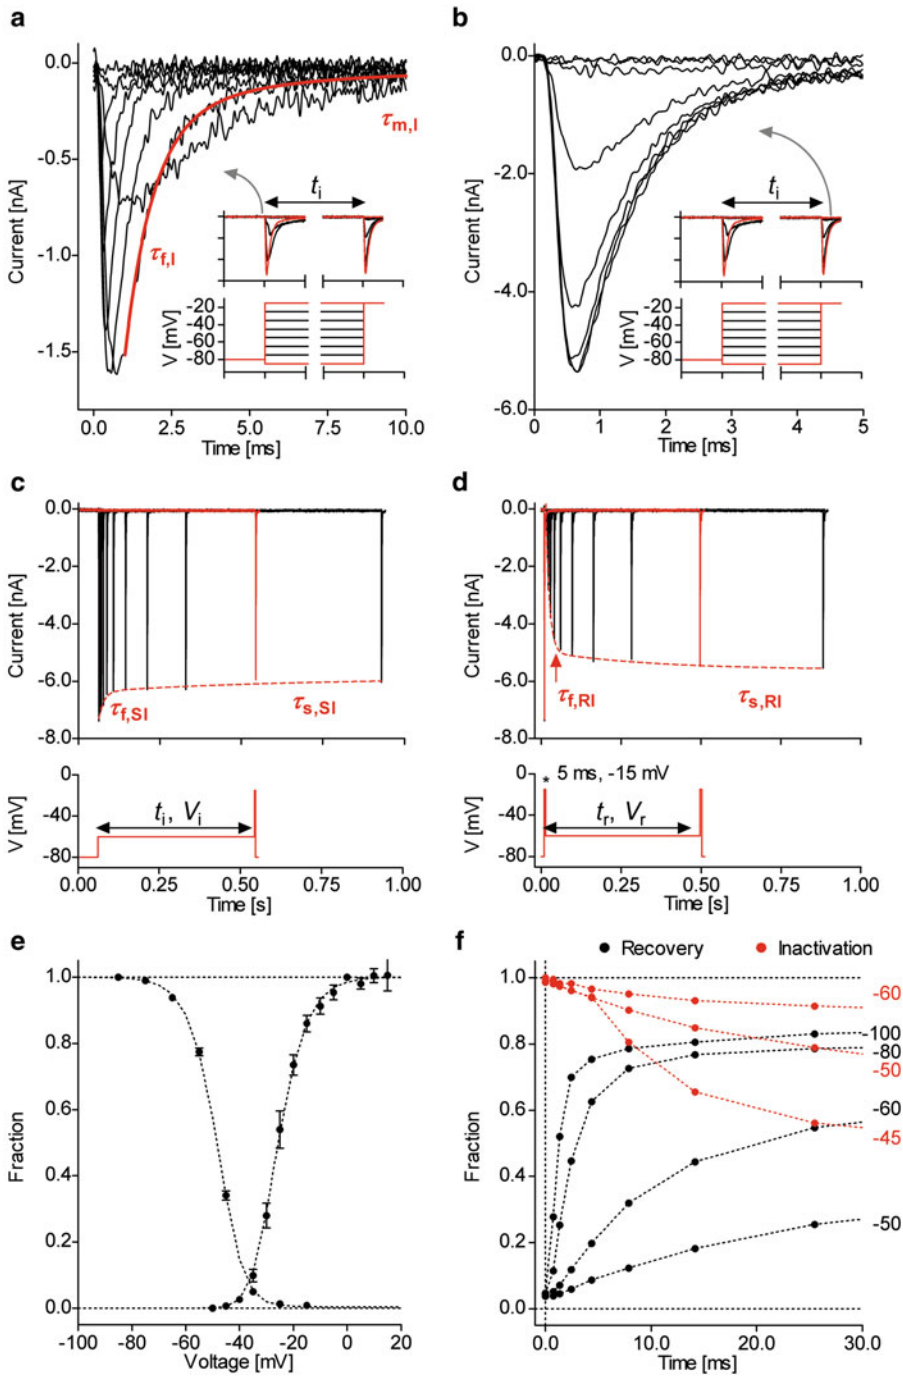 a
0.0
-0.5
-1.0
-1.5
Current [nA]
τm,I
τf,I
ti
-20
-40
-60
-80
V [mV]
0.0
2.5
5.0
7.5
10.0
Time [ms]
b
0.0
-2.0
-4.0
-6.0
Current [nA]
ti
-20
-40
-60
-80
V [mV]
0
1
2
3
4
5
Time [ms]
c
0.0
-2.0
-4.0
-6.0
-8.0
Current [nA]
τf,SI
τs,SI
0
-40
-80
V [mV]
ti, Vi
0.00
0.25
0.50
0.75
1.00
Time [s]
d
0.0
-2.0
-4.0
-6.0
-8.0
Current [nA]
τf,RI
τs,RI
0
-40
-80
V [mV]
* 5 ms, -15 mV
tr, Vr
0.00
0.25
0.50
0.75
1.00
Time [s]
e
1.0
0.8
0.6
0.4
0.2
0.0
Fraction
-100
-80
-60
-40
-20
0
20
Voltage [mV]
f
Recovery
Inactivation
1.0
0.8
0.6
0.4
0.2
0.0
Fraction
-60
-100
-80
-50
-60
-45
-50
0.0
10.0
20.0
30.0
Time [ms]